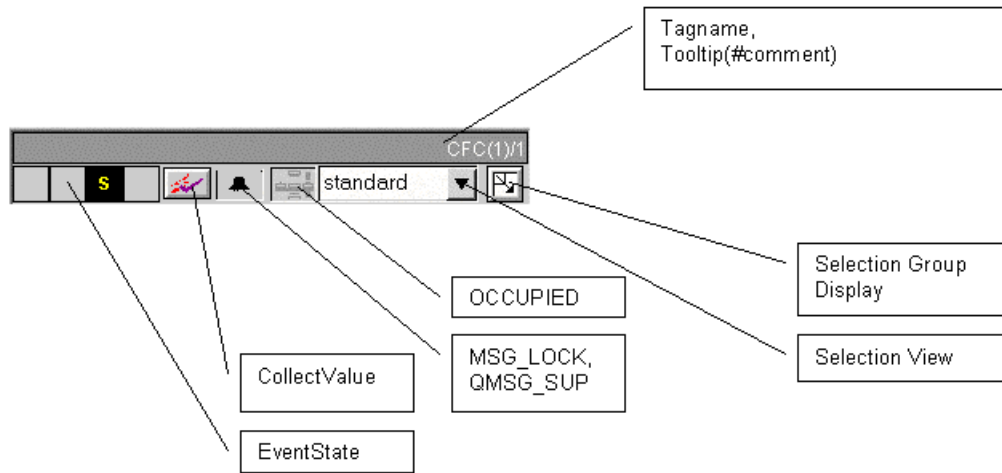 Tagname,
Tooltip(#comment)
CFC(1)/1
S
standard
Selection Group
Display
OCCUPIED
MSG_LOCK,
QMSG_SUP
Selection View
CollectValue
EventState